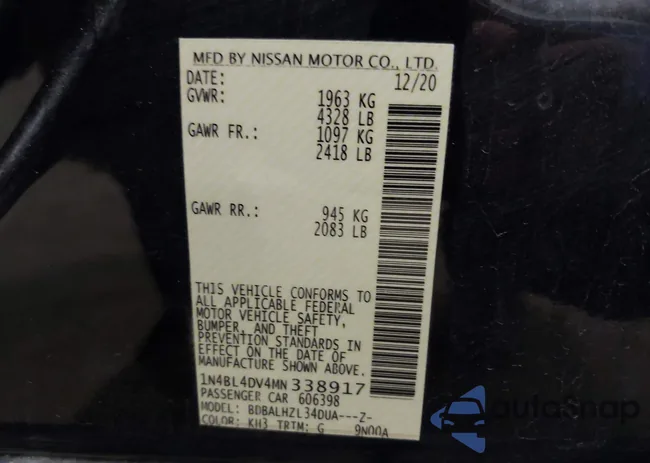 MFD BY NISSAN MOTOR CO., LTD.
DATE: 12/20
GVWR: 1963 KG
4328 LB
GAWR FR.: 1097 KG
2418 LB
GAWR RR.: 945 KG
2083 LB
THIS VEHICLE CONFORMS TO
ALL APPLICABLE FEDERAL
MOTOR VEHICLE SAFETY,
BUMPER, AND THEFT
PREVENTION STANDARDS IN
EFFECT ON THE DATE OF
MANUFACTURE SHOWN ABOVE.
1N4BL4DV4MN 338917
PASSENGER CAR 606398
MODEL: BDBALHZL34DUA---Z-
COLOR: KH3 TRIM: G 9N00A
autoSnap